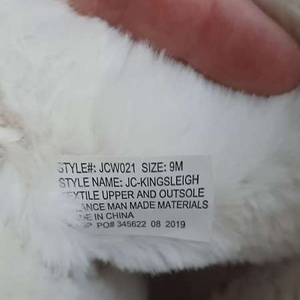 STYLE#: JCW021 SIZE: 9M
STYLE NAME: JC-KINGSLEIGH
TEXTILE UPPER AND OUTSOLE
MAN MADE MATERIALS
IN CHINA
PO# 345622 08 2019